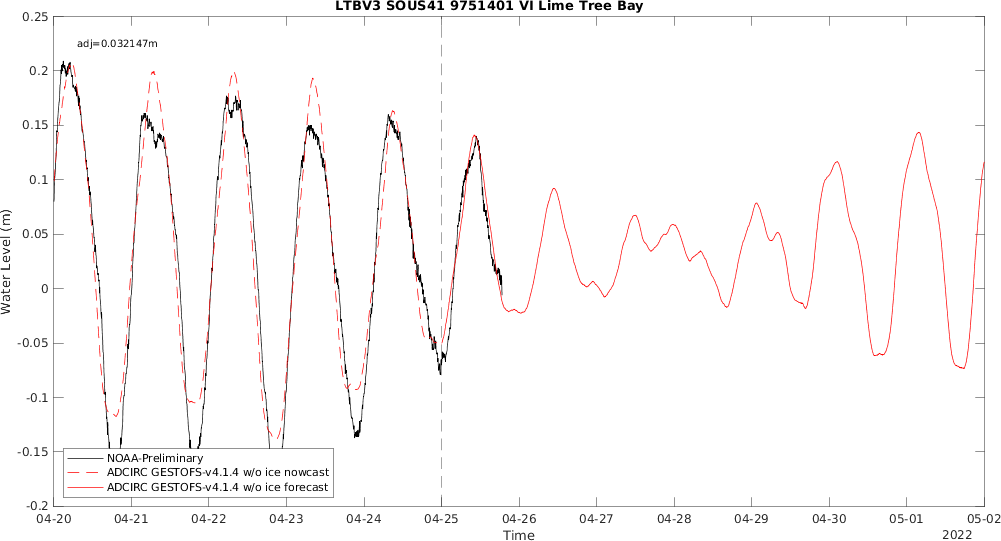 LTBV3 SOUS41 9751401 VI Lime Tree Bay
adj=0.032147m
Water Level (m)
0.25
0.2
0.15
0.1
0.05
0
-0.05
-0.1
-0.15
-0.2
NOAA-Preliminary
ADCIRC GESTOFS-v4.1.4 w/o ice nowcast
ADCIRC GESTOFS-v4.1.4 w/o ice forecast
04-20 04-21 04-22 04-23 04-24 04-25 04-26 04-27 04-28 04-29 04-30 05-01 05-02
Time
2022